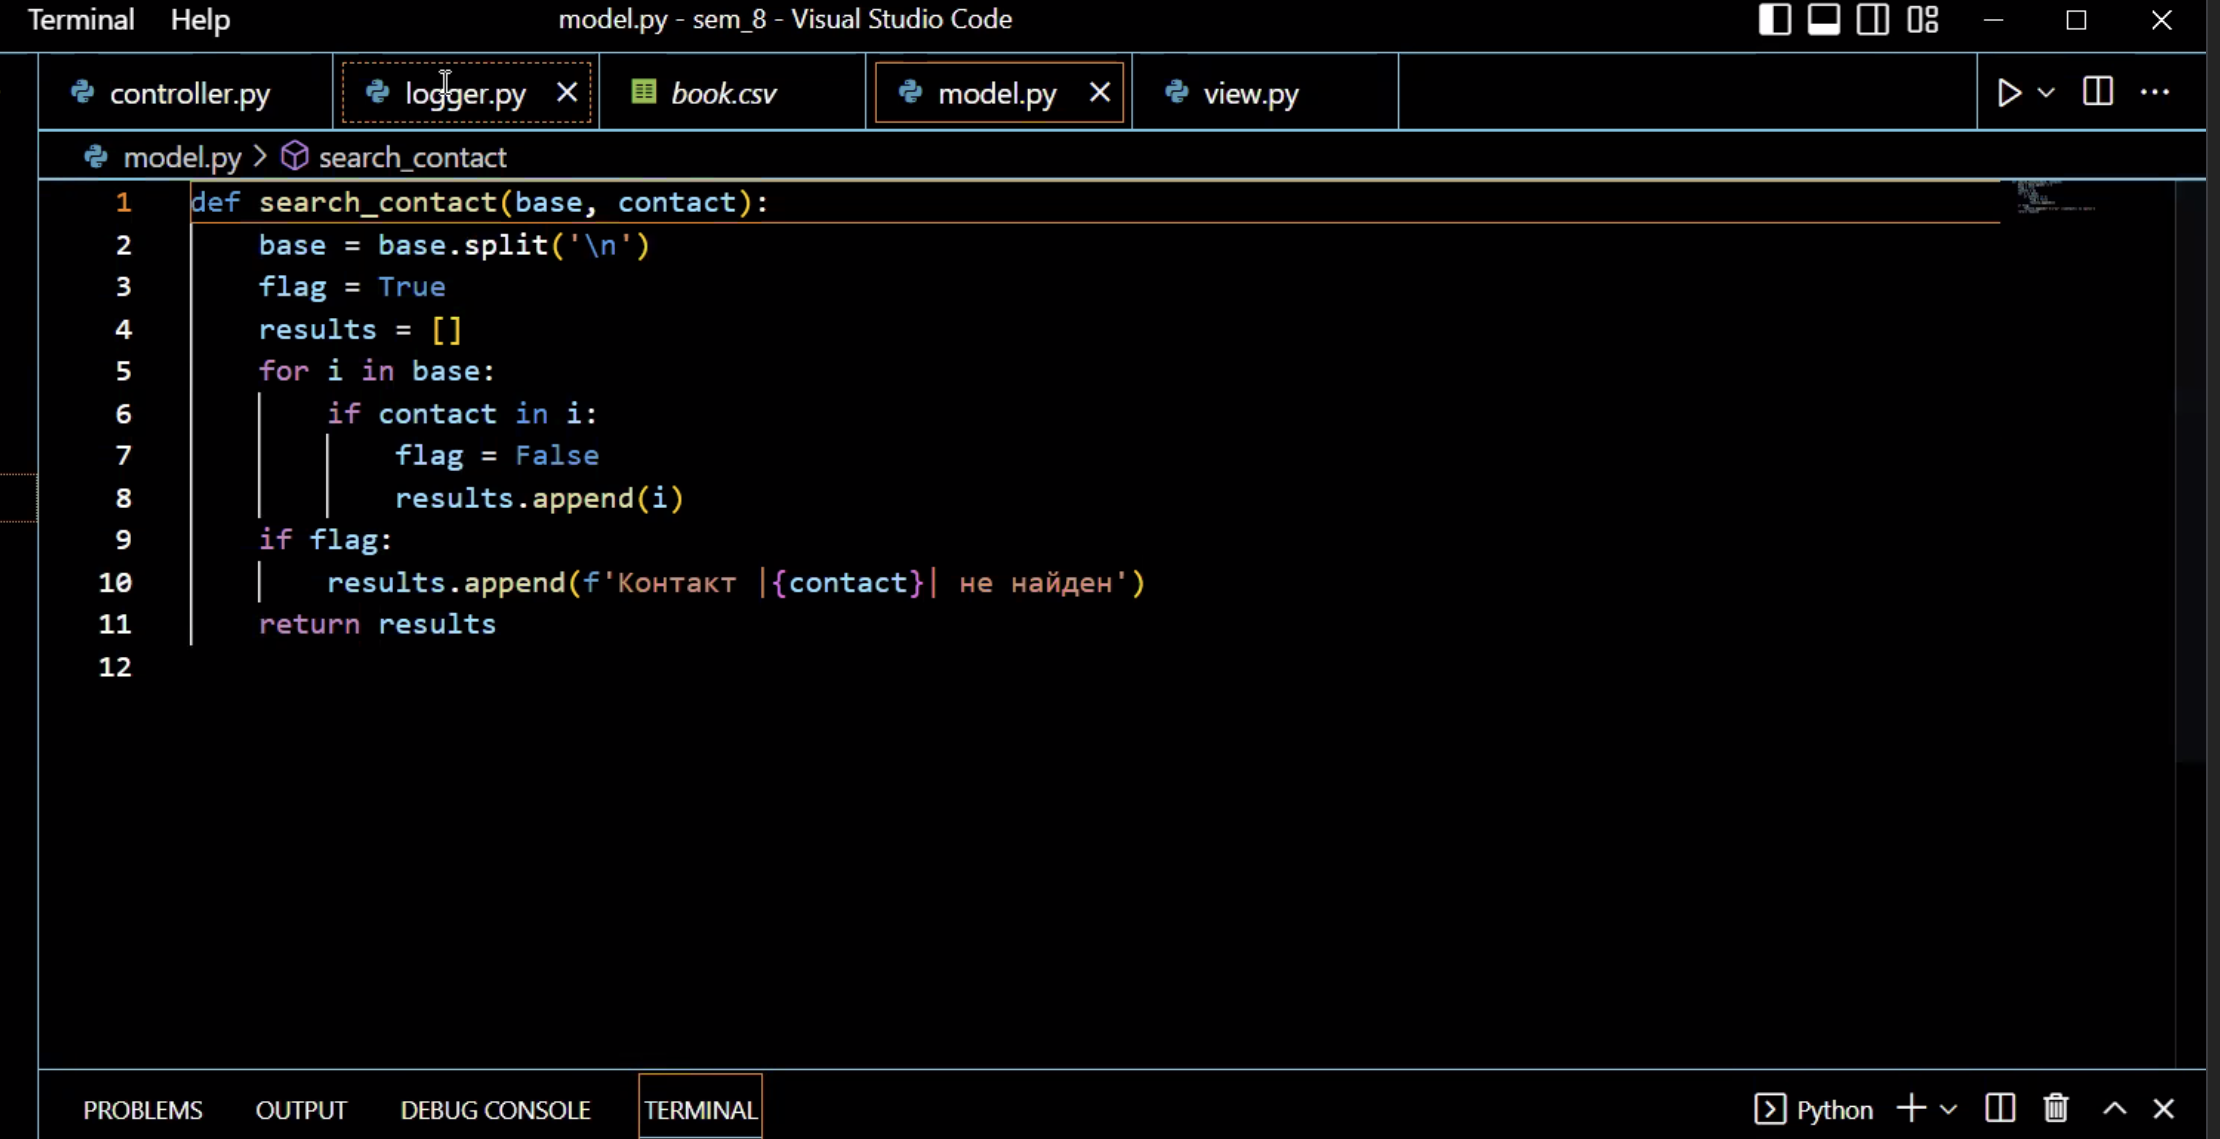 Terminal Help model.py - sem_8 - Visual Studio Code
controller.py logger.py book.csv model.py view.py
model.py > search_contact
1 def search_contact(base, contact):
2     base = base.split('\n')
3     flag = True
4     results = []
5     for i in base:
6         if contact in i:
7             flag = False
8             results.append(i)
9     if flag:
10         results.append(f'Контакт |{contact}| не найден')
11     return results
12
PROBLEMS OUTPUT DEBUG CONSOLE TERMINAL Python